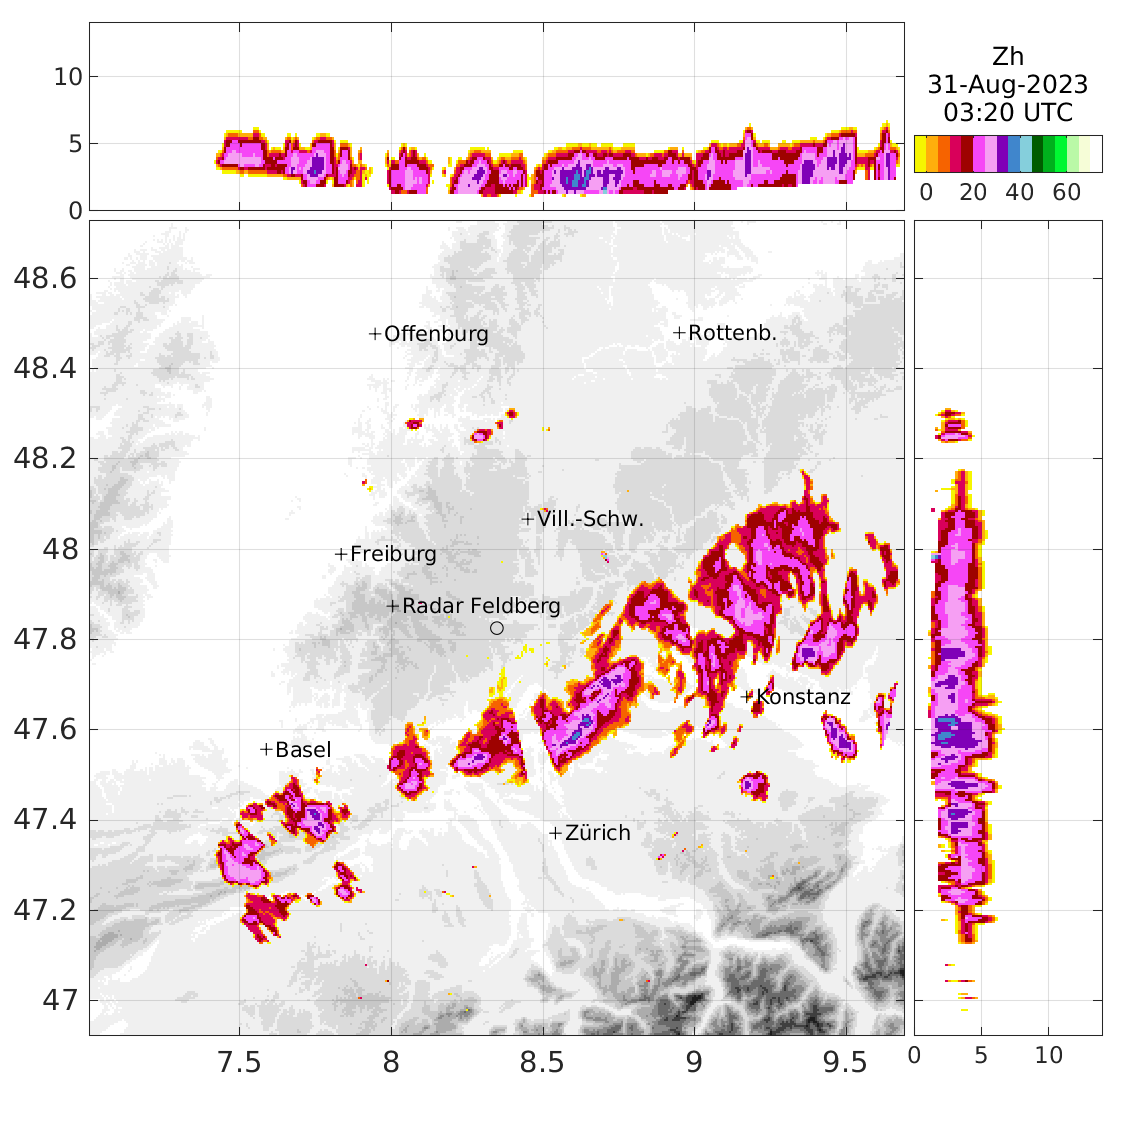 Zh
31-Aug-2023
03:20 UTC
10
5
0
0 20 40 60
48.6
48.4
48.2
48
47.8
47.6
47.4
47.2
47
+Offenburg
+Rottenb.
+Vill.-Schw.
+Freiburg
+Radar Feldberg
+Konstanz
+Basel
+Zürich
7.5 8 8.5 9 9.5
0 5 10